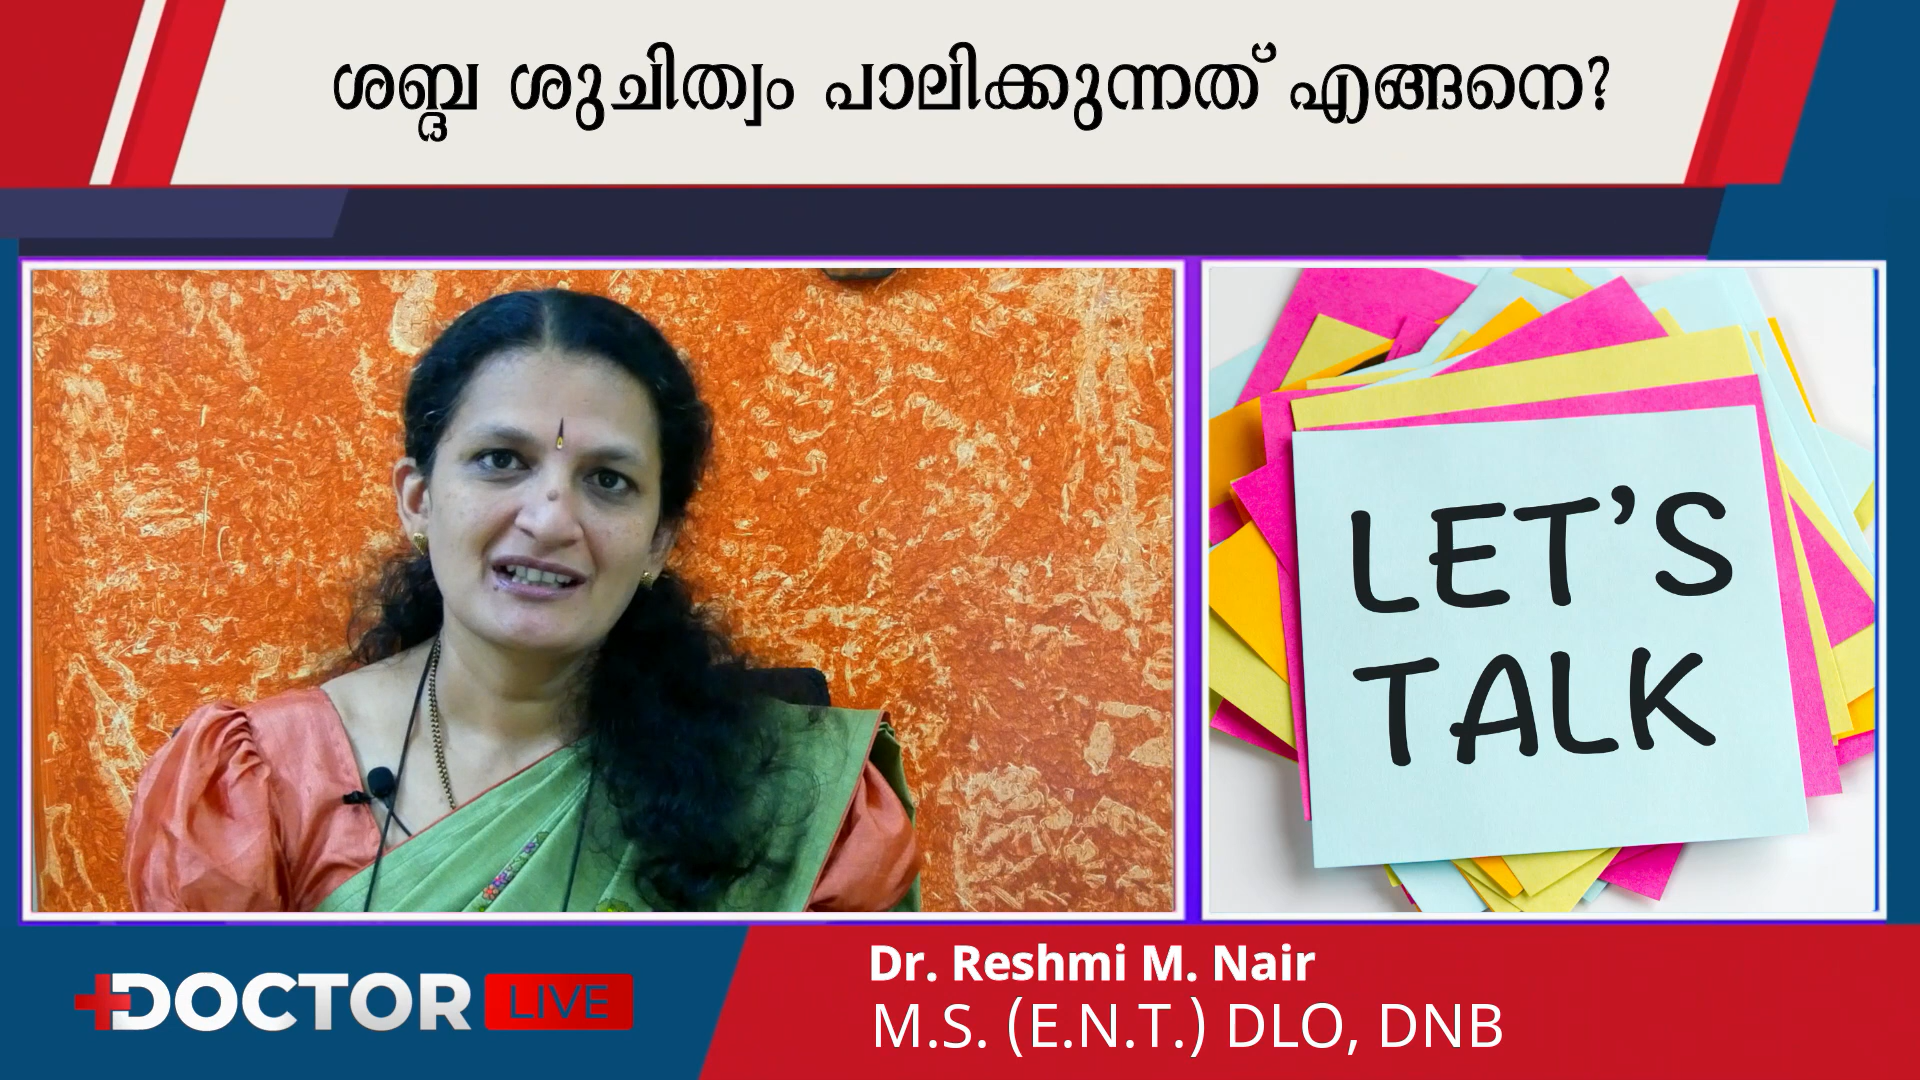 ശബ്ദ ശുചിത്വം പാലിക്കുന്നത് എങ്ങനെ?
LET'S
TALK
DOCTOR LIVE
Dr. Reshmi M. Nair
M.S. (E.N.T.) DLO, DNB